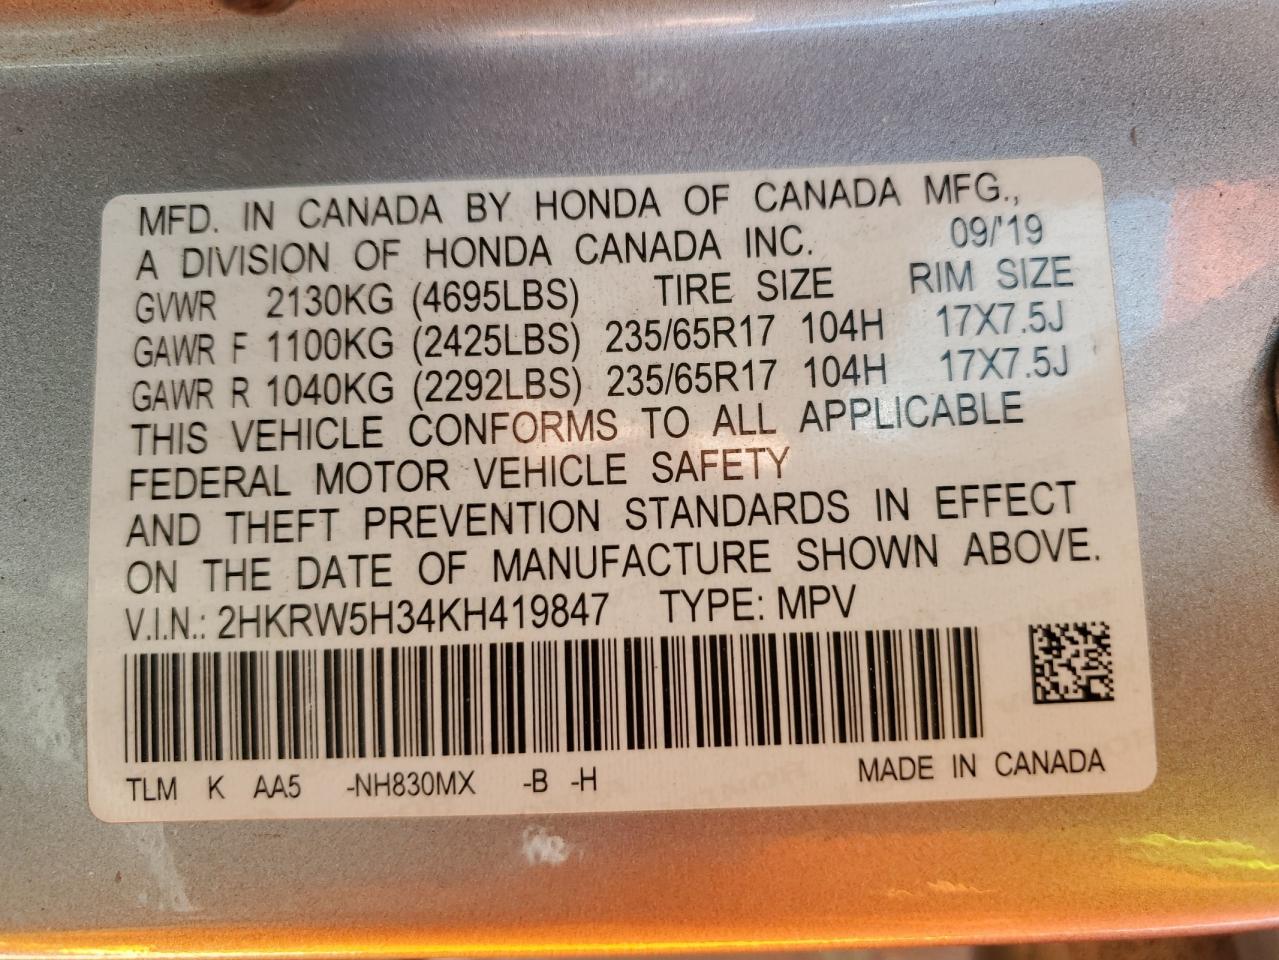 MFD. IN CANADA BY HONDA OF CANADA MFG.,
A DIVISION OF HONDA CANADA INC. 09/'19
GVWR 2130KG (4695LBS) TIRE SIZE RIM SIZE
GAWR F 1100KG (2425LBS) 235/65R17 104H 17X7.5J
GAWR R 1040KG (2292LBS) 235/65R17 104H 17X7.5J
THIS VEHICLE CONFORMS TO ALL APPLICABLE
FEDERAL MOTOR VEHICLE SAFETY
AND THEFT PREVENTION STANDARDS IN EFFECT
ON THE DATE OF MANUFACTURE SHOWN ABOVE.
V.I.N.: 2HKRW5H34KH419847 TYPE: MPV
TLM K AA5 -NH830MX -B -H MADE IN CANADA